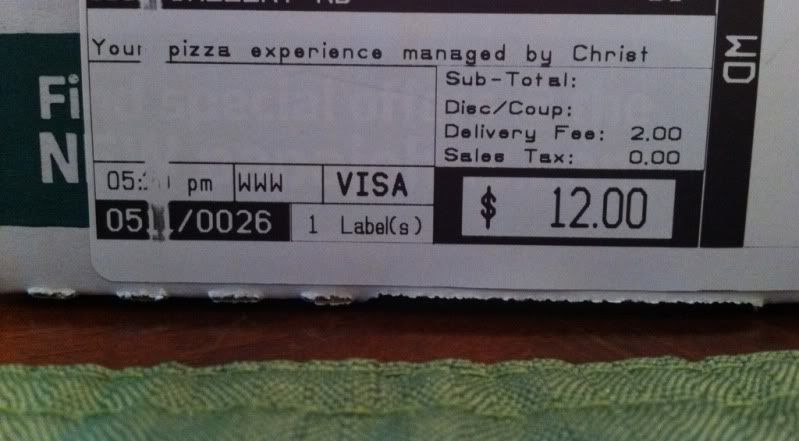 Your pizza experience managed by Christ
Sub-Total:
Disc/Coup:
Delivery Fee: 2.00
Sales Tax: 0.00
pm WWW VISA
$ 12.00
/0026 1 Label(s)
WD